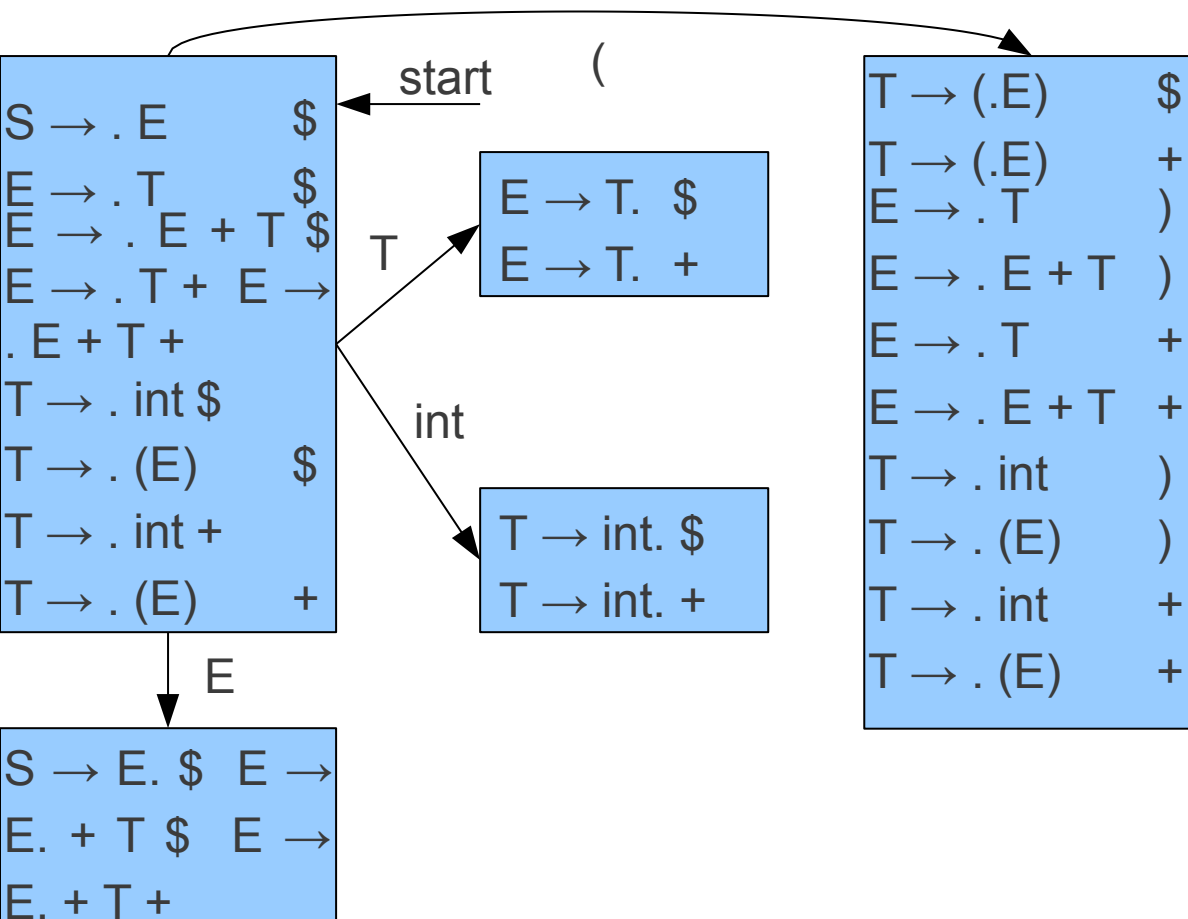 start
(
S → . E $
E → . T $
E → . E + T $
E → . T + E →
. E + T +
T → . int $
T → . (E) $
T → . int +
T → . (E) +
T
E → T. $
E → T. +
int
T → int. $
T → int. +
E
S → E. $ E →
E. + T $ E →
E. + T +
T → (.E) $
T → (.E) +
E → . T )
E → . E + T )
E → . T +
E → . E + T +
T → . int )
T → . (E) )
T → . int +
T → . (E) +